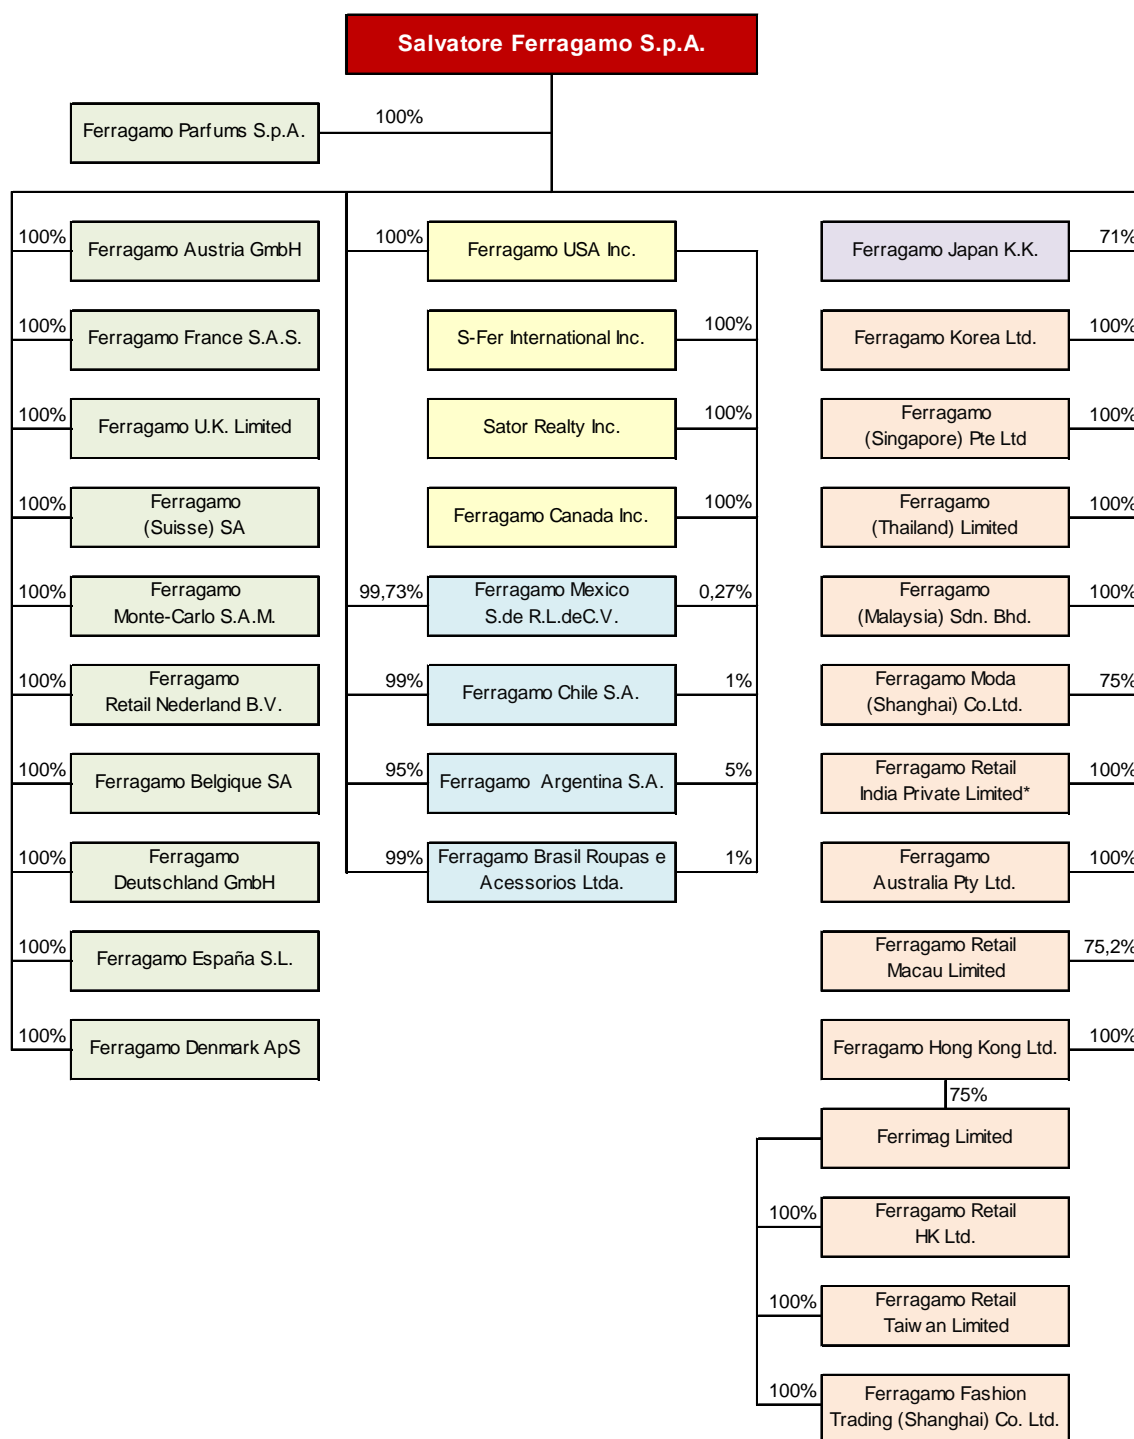 Salvatore Ferragamo S.p.A.
Ferragamo Parfums S.p.A.
100%
100%
Ferragamo Austria GmbH
100%
Ferragamo France S.A.S.
100%
Ferragamo U.K. Limited
100%
Ferragamo
(Suisse) SA
100%
Ferragamo
Monte-Carlo S.A.M.
100%
Ferragamo
Retail Nederland B.V.
100%
Ferragamo Belgique SA
100%
Ferragamo
Deutschland GmbH
100%
Ferragamo España S.L.
100%
Ferragamo Denmark ApS
100%
Ferragamo USA Inc.
S-Fer International Inc.
100%
Sator Realty Inc.
100%
Ferragamo Canada Inc.
100%
99,73%
Ferragamo Mexico
S.de R.L.deC.V.
0,27%
99%
Ferragamo Chile S.A.
1%
95%
Ferragamo Argentina S.A.
5%
99%
Ferragamo Brasil Roupas e
Acessorios Ltda.
1%
Ferragamo Japan K.K.
71%
Ferragamo Korea Ltd.
100%
Ferragamo
(Singapore) Pte Ltd
100%
Ferragamo
(Thailand) Limited
100%
Ferragamo
(Malaysia) Sdn. Bhd.
100%
Ferragamo Moda
(Shanghai) Co.Ltd.
75%
Ferragamo Retail
India Private Limited*
100%
Ferragamo
Australia Pty Ltd.
100%
Ferragamo Retail
Macau Limited
75,2%
Ferragamo Hong Kong Ltd.
100%
75%
Ferrimag Limited
100%
Ferragamo Retail
HK Ltd.
100%
Ferragamo Retail
Taiwan Limited
100%
Ferragamo Fashion
Trading (Shanghai) Co. Ltd.